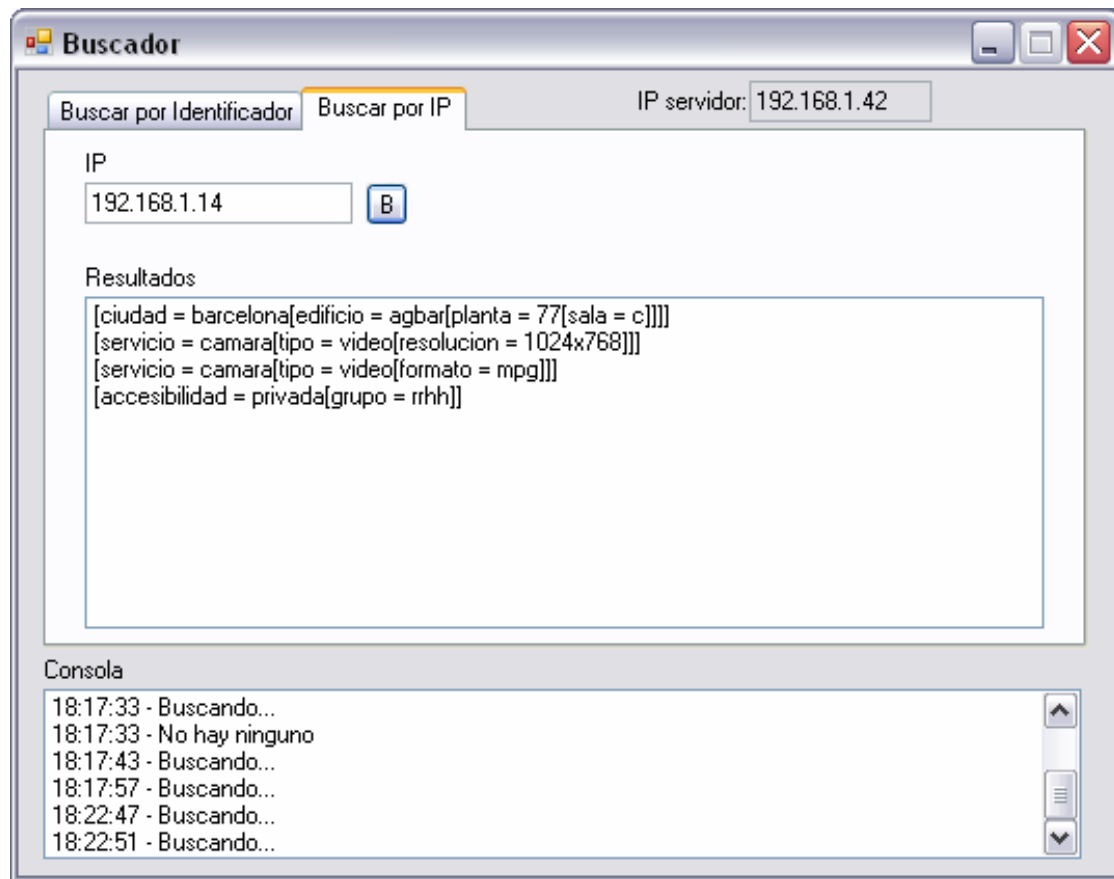 Buscador
Buscar por Identificador Buscar por IP IP servidor: 192.168.1.42
IP
192.168.1.14 B
Resultados
[ciudad = barcelona[edificio = agbar[planta = 77[sala = c]]]]
[servicio = camara[tipo = video[resolucion = 1024x768]]]
[servicio = camara[tipo = video[formato = mpg]]]
[accesibilidad = privada[grupo = rrhh]]
Consola
18:17:33 - Buscando...
18:17:33 - No hay ninguno
18:17:43 - Buscando...
18:17:57 - Buscando...
18:22:47 - Buscando...
18:22:51 - Buscando...